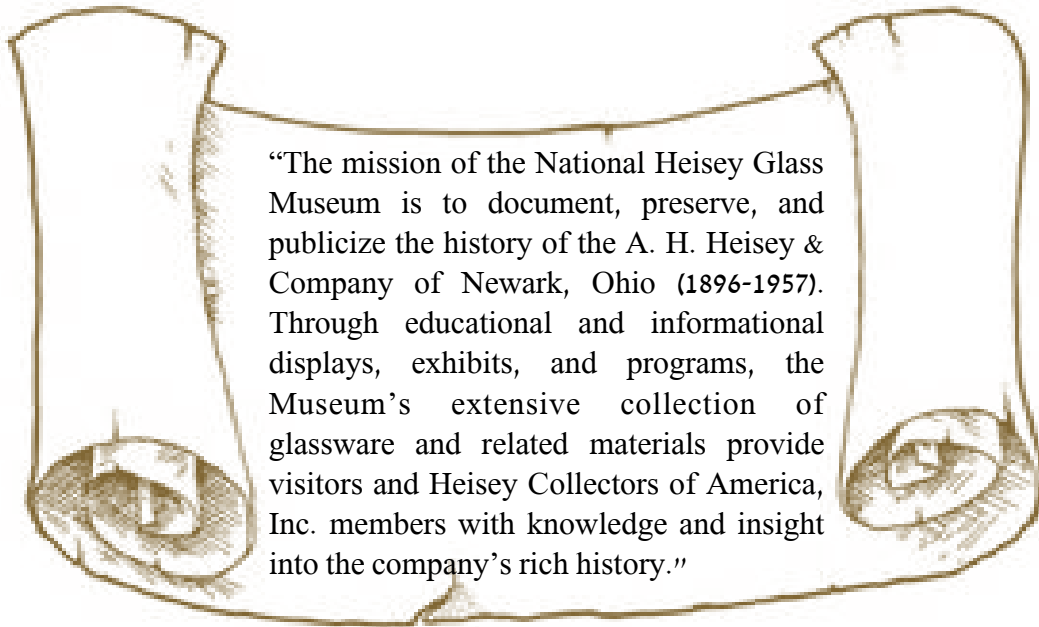 “The mission of the National Heisey Glass
Museum is to document, preserve, and
publicize the history of the A. H. Heisey &
Company of Newark, Ohio (1896-1957).
Through educational and informational
displays, exhibits, and programs, the
Museum’s extensive collection of
glassware and related materials provide
visitors and Heisey Collectors of America,
Inc. members with knowledge and insight
into the company’s rich history.”